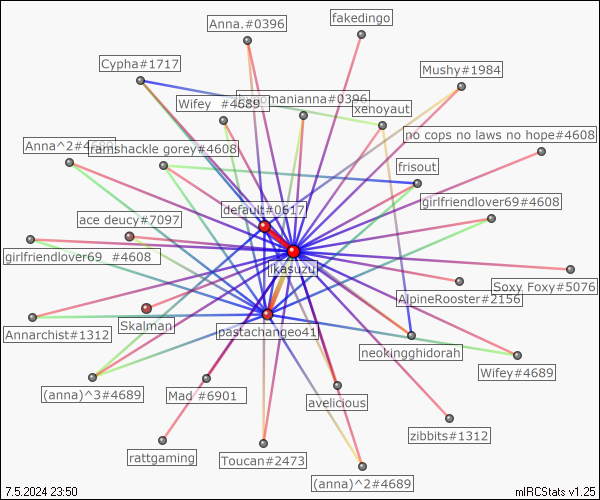 fakedingo
Anna.#0396
Cypha#1717
Mushy#1984
Wifey #4689
manianna#0396
xenoyaut
no cops no laws no hope#4608
Anna^2#4689
ramshackle gorey#4608
frisout
girlfriendlover69#4608
default#0617
ace deucy#7097
girlfriendlover69_#4608
ikasuzu
Soxy Foxy#5076
AlpineRooster#2156
Skalman
Annarchist#1312
pastachangeo41
neokingghidorah
Wifey#4689
(anna)^3#4689
Mad #6901
avelicious
zibbits#1312
rattgaming
Toucan#2473
(anna)^2#4689
7.5.2024 23:50
mIRCStats v1.25